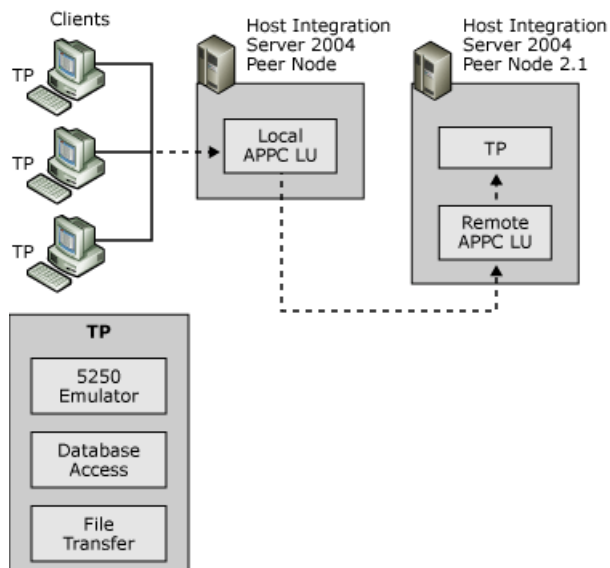 Clients
TP
TP
TP
Host Integration
Server 2004
Peer Node
Local
APPC LU
Host Integration
Server 2004
Peer Node 2.1
TP
Remote
APPC LU
TP
5250
Emulator
Database
Access
File
Transfer